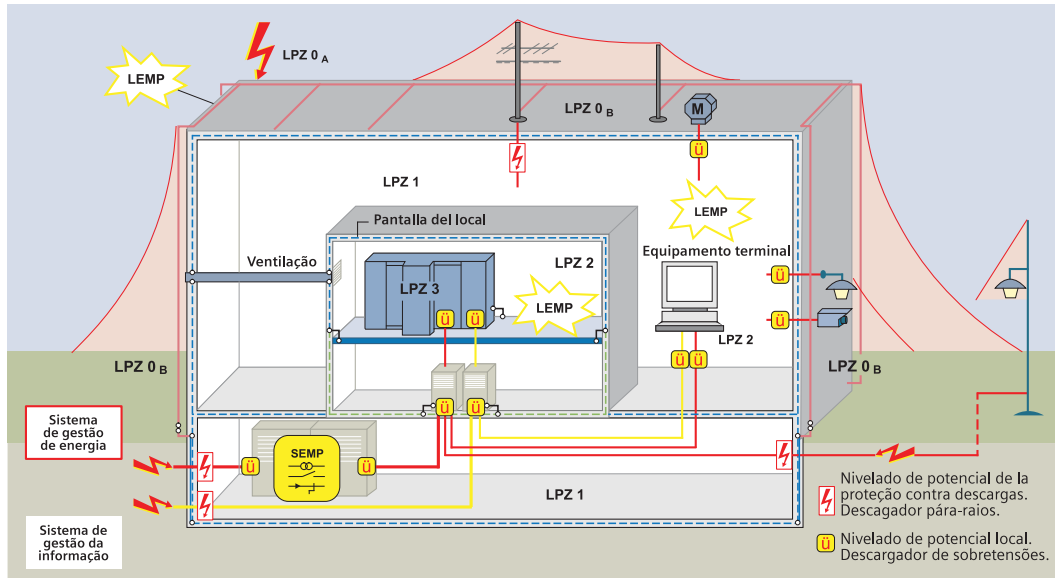 LPZ 0 A
LEMP
LPZ 0 B
M
ü
LPZ 1
LEMP
Pantalla del local
Ventilação
LPZ 2
Equipamento terminal
ü
LPZ 3
LEMP
ü
ü
ü
LPZ 2
LPZ 0 B
ü
ü
LPZ 0 B
ü
ü
Sistema
de gestão
de energia
SEMP
ü
ü
LPZ 1
Sistema de
gestão da
informação
Nivelado de potencial de la
proteção contra descargas.
Descagador pára-raios.
ü
Nivelado de potencial local.
Descargador de sobretensões.